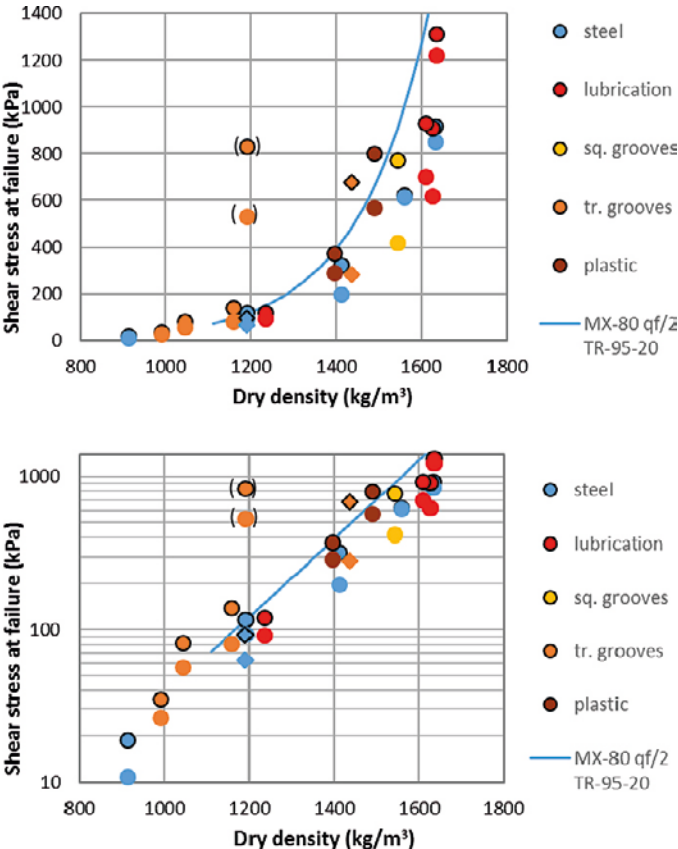 1400
1200
1000
800
600
400
200
0
Shear stress at failure (kPa)
( )
( )
800 1000 1200 1400 1600 1800
Dry density (kg/m³)
steel
lubrication
sq. grooves
tr. grooves
plastic
MX-80 qf/2
TR-95-20
1000
100
10
Shear stress at failure (kPa)
( )
( )
800 1000 1200 1400 1600 1800
Dry density (kg/m³)
steel
lubrication
sq. grooves
tr. grooves
plastic
MX-80 qf/2
TR-95-20